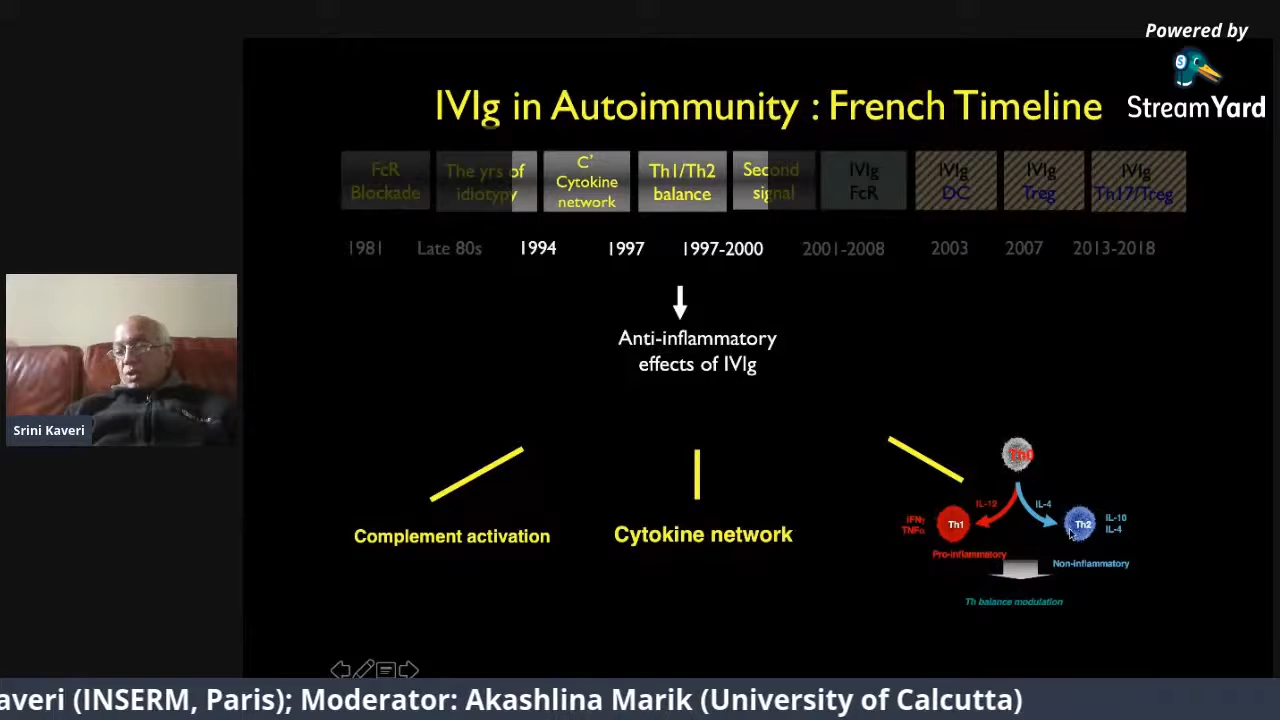 Powered by
StreamYard
IVIg in Autoimmunity : French Timeline
FcR
Blockade
The yrs of
idiotypy
C'
Cytokine
network
Th1/Th2
balance
Second
signal
IVIg
FcR
IVIg
DC
IVIg
Treg
IVIg
Th17/Treg
1981
Late 80s
1994
1997
1997-2000
2001-2008
2003
2007
2013-2018
Anti-inflammatory
effects of IVIg
Complement activation
Cytokine network
Th0
IL-12
IL-4
IFNγ
TNFα
Th1
Th2
IL-10
IL-4
Pro-inflammatory
Non-inflammatory
Th balance modulation
Srini Kaveri
averi (INSERM, Paris); Moderator: Akashlina Marik (University of Calcutta)